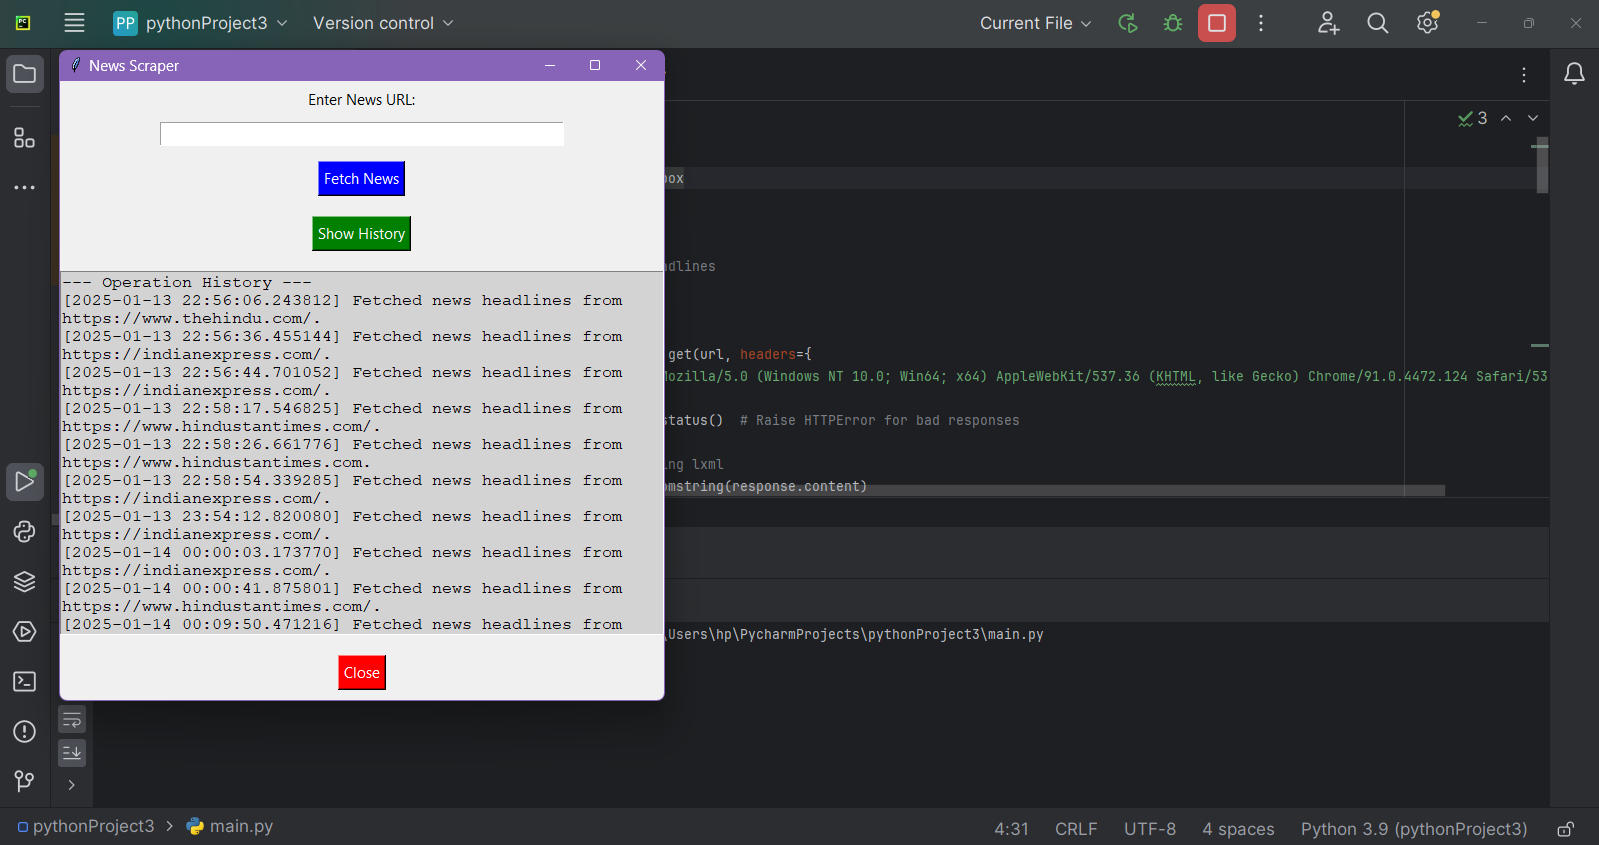 PP pythonProject3 Version control Current File
News Scraper
Enter News URL:
Fetch News
Show History
--- Operation History ---
[2025-01-13 22:56:06.243812] Fetched news headlines from
https://www.thehindu.com/.
[2025-01-13 22:56:36.455144] Fetched news headlines from
https://indianexpress.com/.
[2025-01-13 22:56:44.701052] Fetched news headlines from
https://indianexpress.com/.
[2025-01-13 22:58:17.546825] Fetched news headlines from
https://www.hindustantimes.com/.
[2025-01-13 22:58:26.661776] Fetched news headlines from
https://www.hindustantimes.com.
[2025-01-13 22:58:54.339285] Fetched news headlines from
https://indianexpress.com/.
[2025-01-13 23:54:12.820080] Fetched news headlines from
https://indianexpress.com/.
[2025-01-14 00:00:03.173770] Fetched news headlines from
https://indianexpress.com/.
[2025-01-14 00:00:41.875801] Fetched news headlines from
https://www.hindustantimes.com/.
[2025-01-14 00:09:50.471216] Fetched news headlines from
Close
3
ox
dlines
get(url, headers={
ozilla/5.0 (Windows NT 10.0; Win64; x64) AppleWebKit/537.36 (KHTML, like Gecko) Chrome/91.0.4472.124 Safari/53
status() # Raise HTTPError for bad responses
ng lxml
omstring(response.content)
\Users\hp\PycharmProjects\pythonProject3\main.py
pythonProject3 > main.py
4:31 CRLF UTF-8 4 spaces Python 3.9 (pythonProject3)